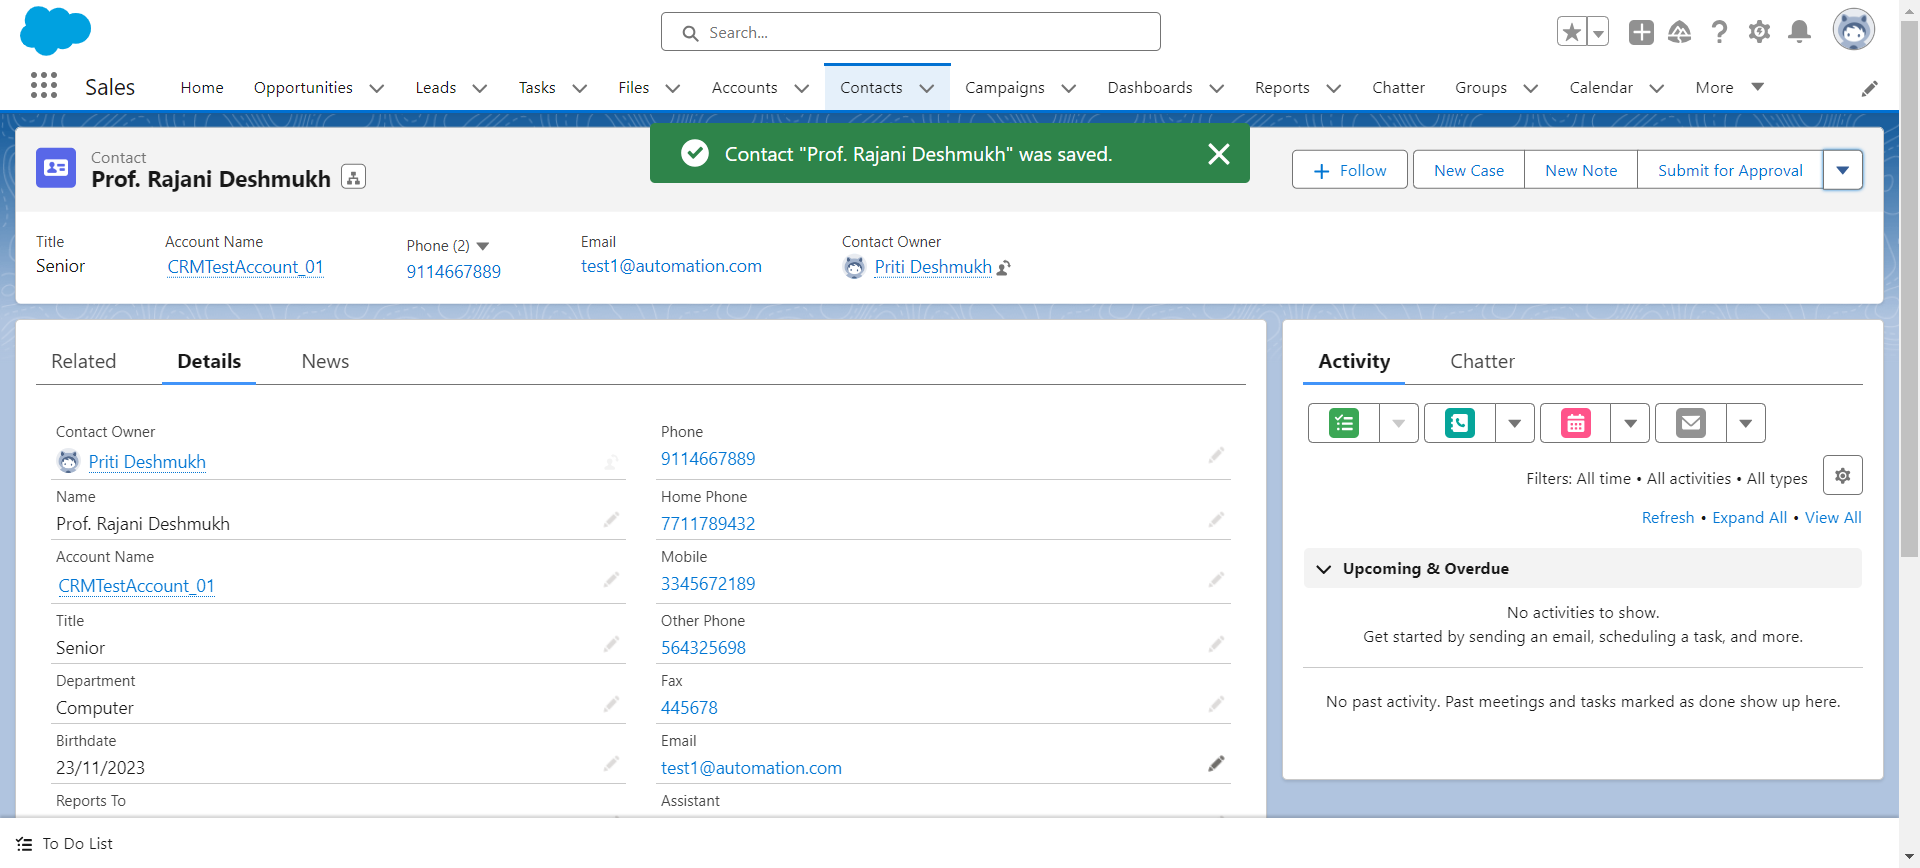 Search...
Sales
Home
Opportunities
Leads
Tasks
Files
Accounts
Contacts
Campaigns
Dashboards
Reports
Chatter
Groups
Calendar
More
Contact
Prof. Rajani Deshmukh
Contact "Prof. Rajani Deshmukh" was saved.
Follow
New Case
New Note
Submit for Approval
Title
Senior
Account Name
CRMTestAccount_01
Phone (2)
9114667889
Email
test1@automation.com
Contact Owner
Priti Deshmukh
Related
Details
News
Contact Owner
Priti Deshmukh
Name
Prof. Rajani Deshmukh
Account Name
CRMTestAccount_01
Title
Senior
Department
Computer
Birthdate
23/11/2023
Reports To
Phone
9114667889
Home Phone
7711789432
Mobile
3345672189
Other Phone
564325698
Fax
445678
Email
test1@automation.com
Assistant
Activity
Chatter
Filters: All time • All activities • All types
Refresh • Expand All • View All
Upcoming & Overdue
No activities to show.
Get started by sending an email, scheduling a task, and more.
No past activity. Past meetings and tasks marked as done show up here.
To Do List